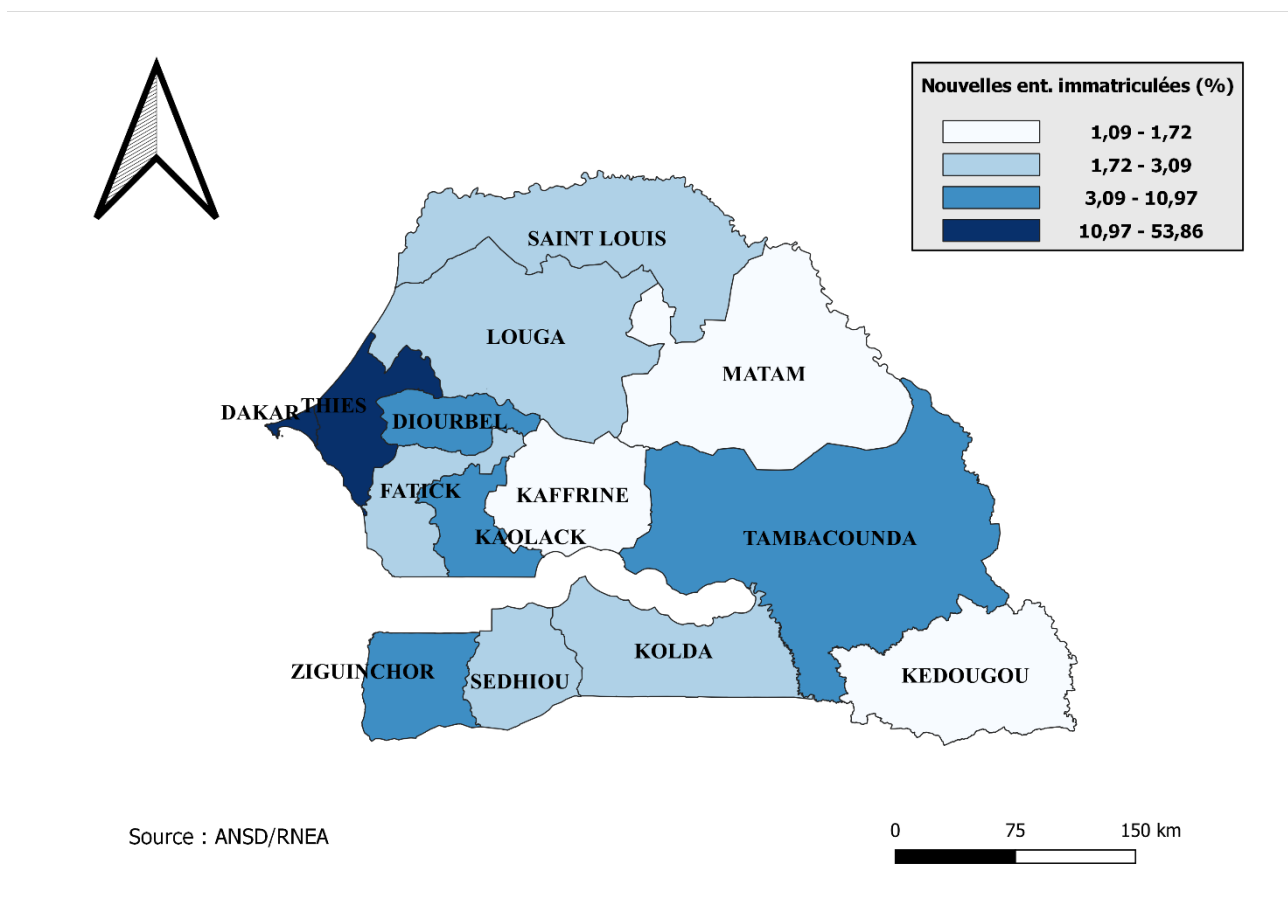 Nouvelles ent. immatriculées (%)
1,09 - 1,72
1,72 - 3,09
3,09 - 10,97
10,97 - 53,86
SAINT LOUIS
LOUGA
MATAM
DAKAR
THIES
DIOURBEL
FATICK
KAFFRINE
KAOLACK
TAMBACOUNDA
ZIGUINCHOR
SEDHIOU
KOLDA
KEDOUGOU
Source : ANSD/RNEA
0 75 150 km